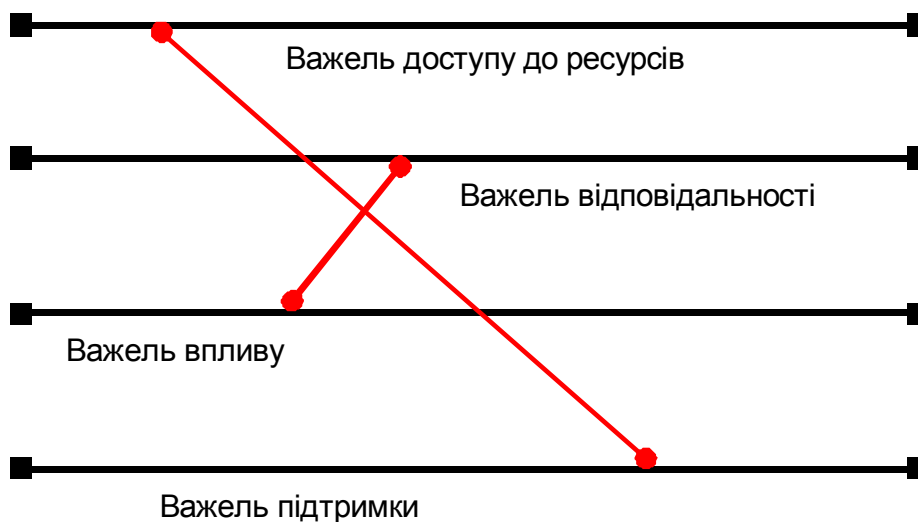 Важель доступу до ресурсів
Важель відповідальності
Важель впливу
Важель підтримки